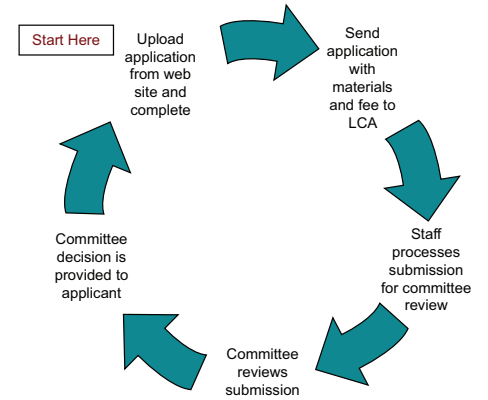 Start Here
Upload
application
from web
site and
complete
Send
application
with
materials
and fee to
LCA
Staff
processes
submission
for committee
review
Committee
reviews
submission
Committee
decision is
provided to
applicant